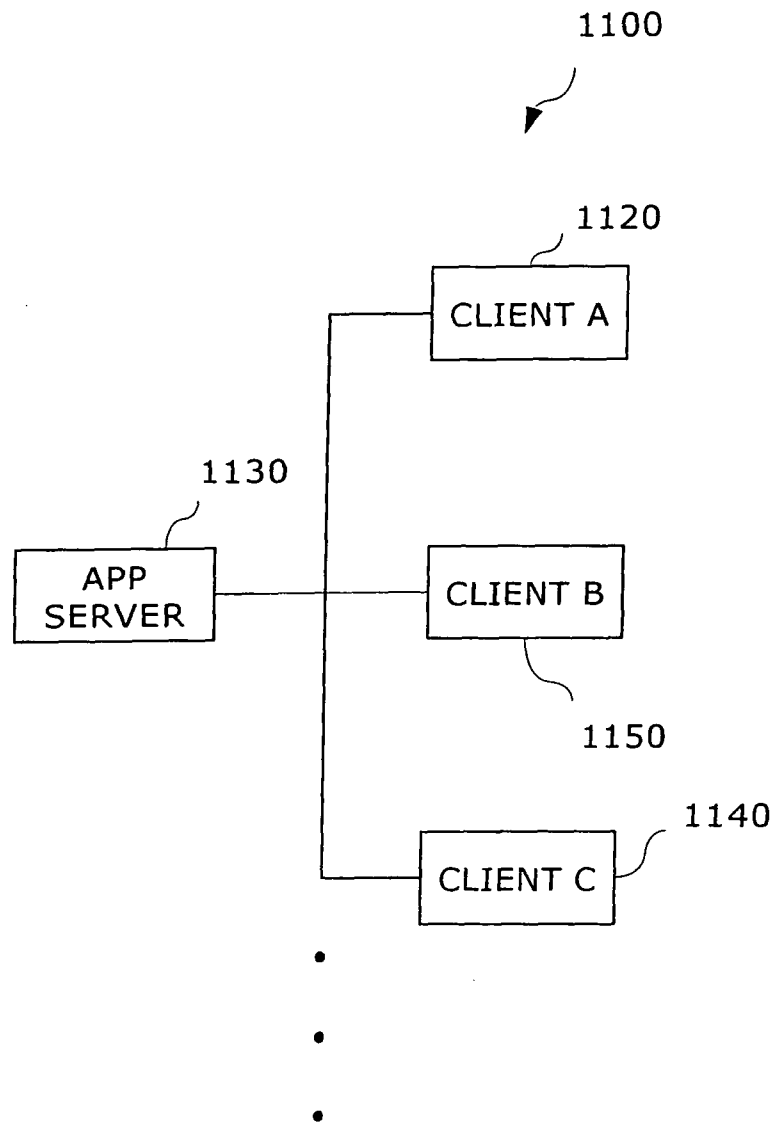 1100
1120
CLIENT A
1130
APP
SERVER
CLIENT B
1150
1140
CLIENT C